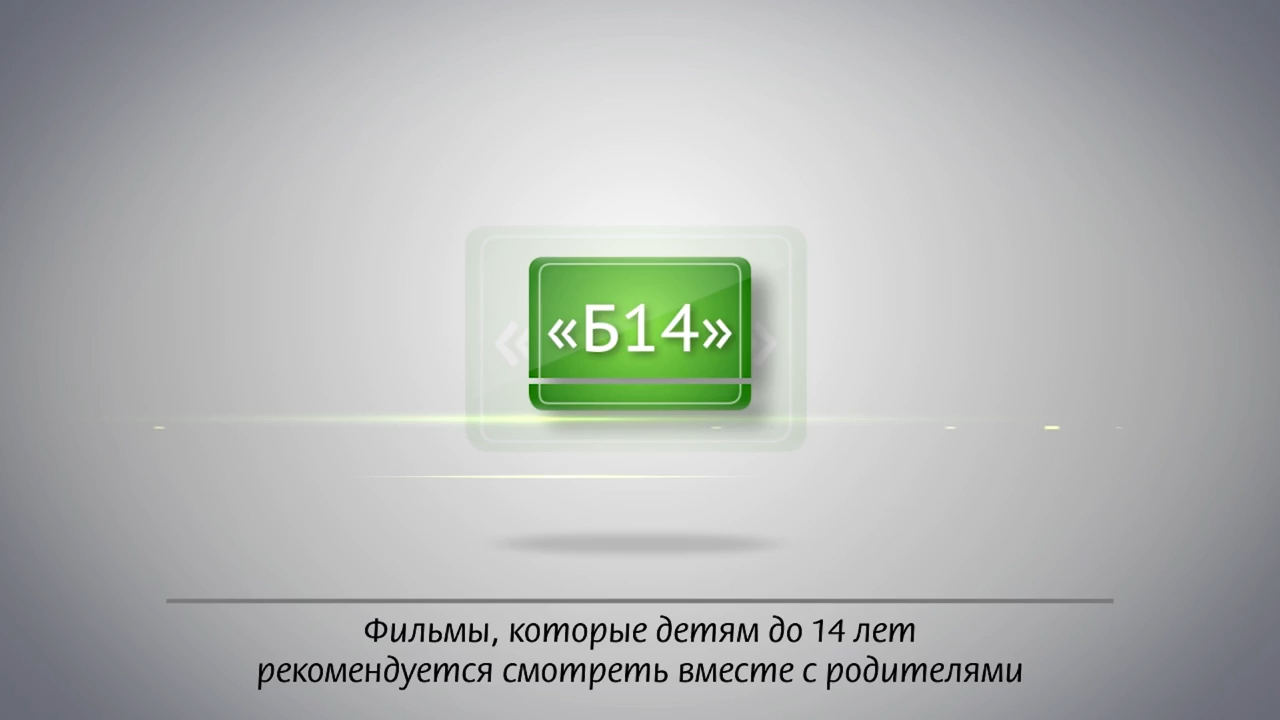 «Б14»
Фильмы, которые детям до 14 лет
рекомендуется смотреть вместе с родителями